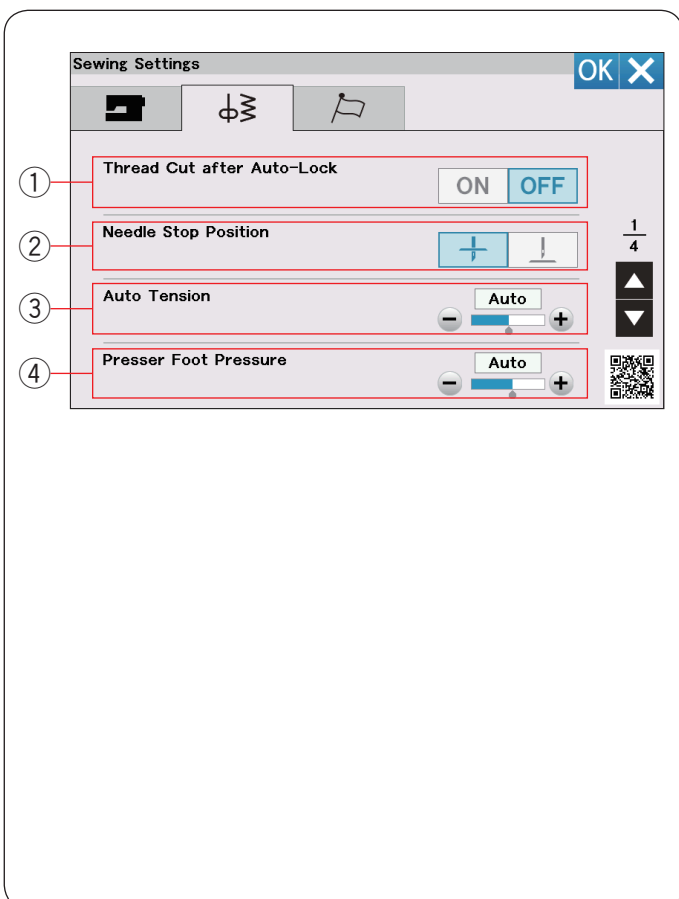 Sewing Settings
OK
① Thread Cut after Auto-Lock ON OFF
② Needle Stop Position
1
4
③ Auto Tension Auto
④ Presser Foot Pressure Auto